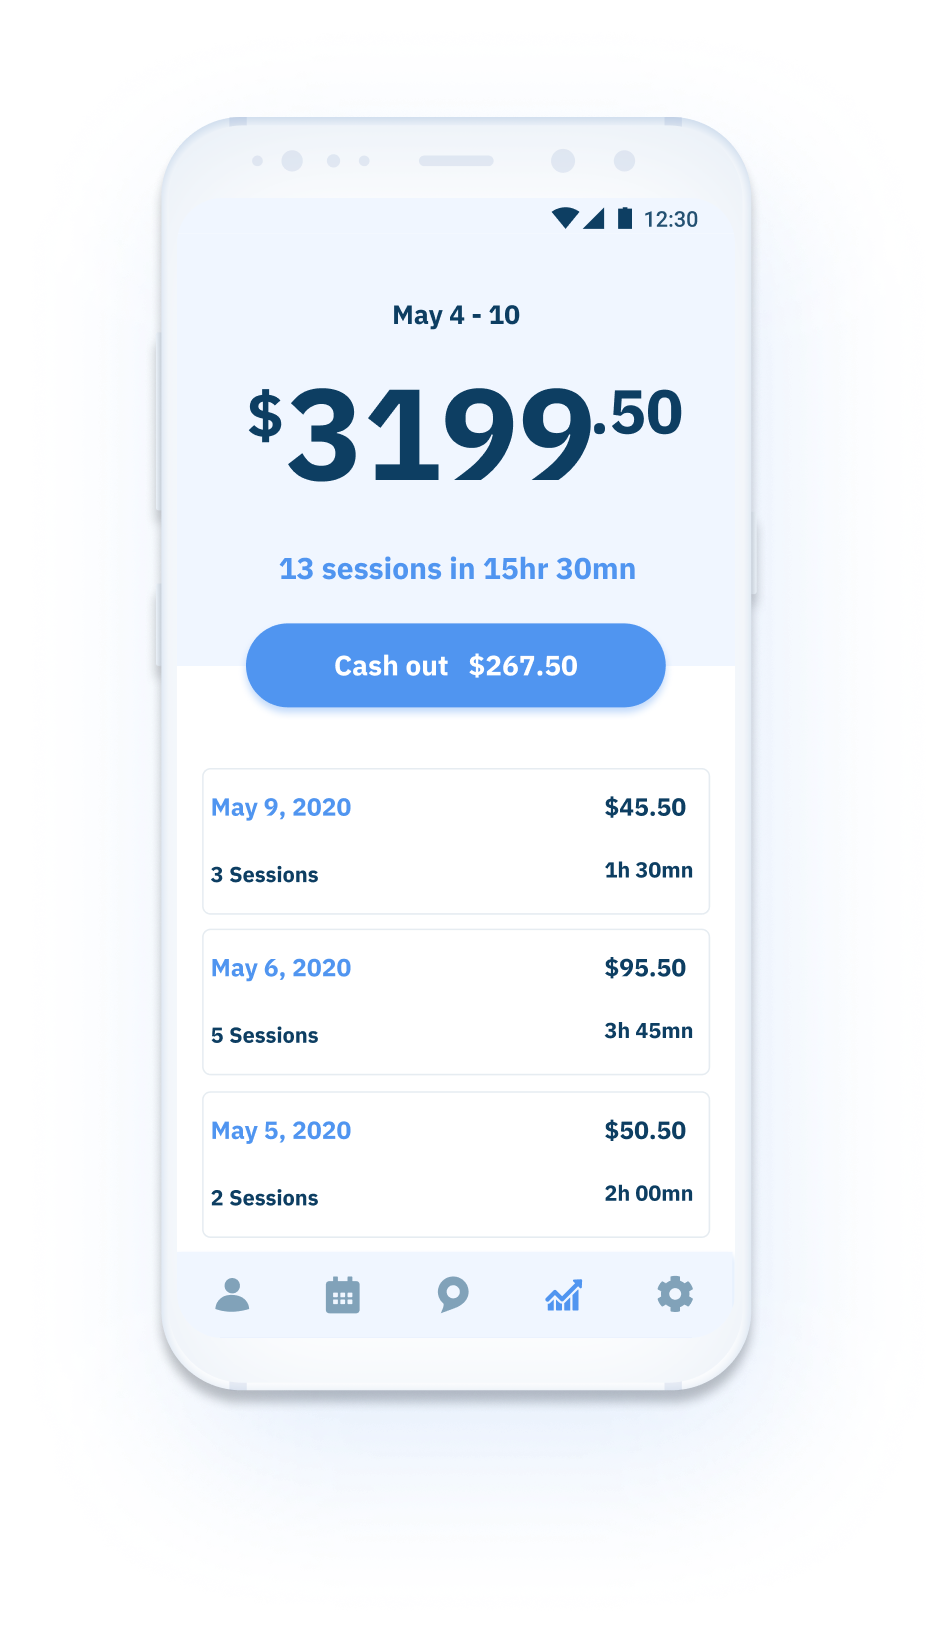 12:30
May 4 - 10
$3199.50
13 sessions in 15hr 30mn
Cash out $267.50
May 9, 2020 $45.50
3 Sessions 1h 30mn
May 6, 2020 $95.50
5 Sessions 3h 45mn
May 5, 2020 $50.50
2 Sessions 2h 00mn